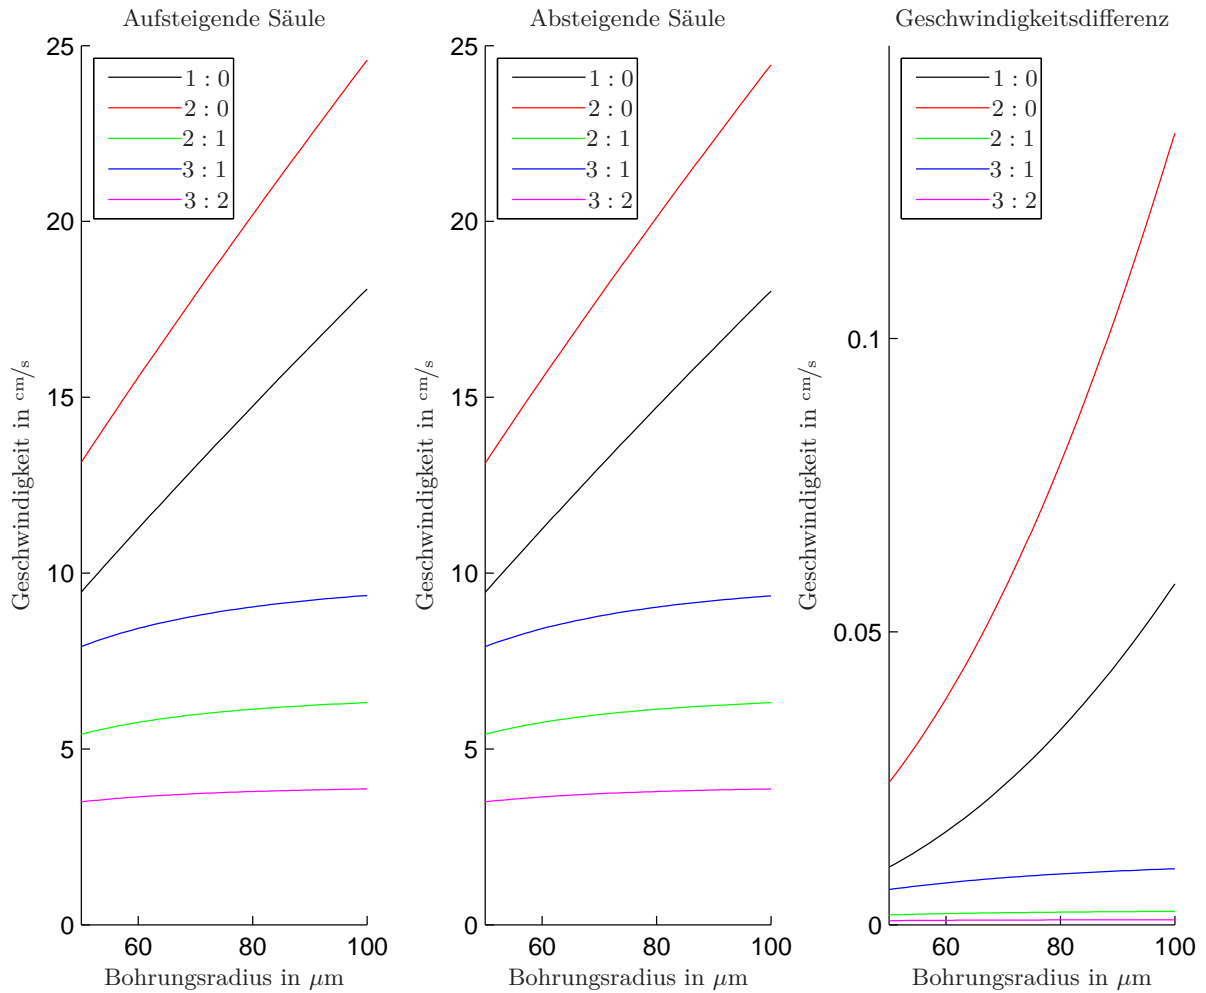 Aufsteigende Säule
25
20
15
10
5
0
60 80 100
1 : 0
2 : 0
2 : 1
3 : 1
3 : 2
Geschwindigkeit in cm/s
Bohrungsradius in μm
Absteigende Säule
25
20
15
10
5
0
60 80 100
1 : 0
2 : 0
2 : 1
3 : 1
3 : 2
Geschwindigkeit in cm/s
Bohrungsradius in μm
Geschwindigkeitsdifferenz
0.1
0.05
0
60 80 100
1 : 0
2 : 0
2 : 1
3 : 1
3 : 2
Geschwindigkeit in cm/s
Bohrungsradius in μm